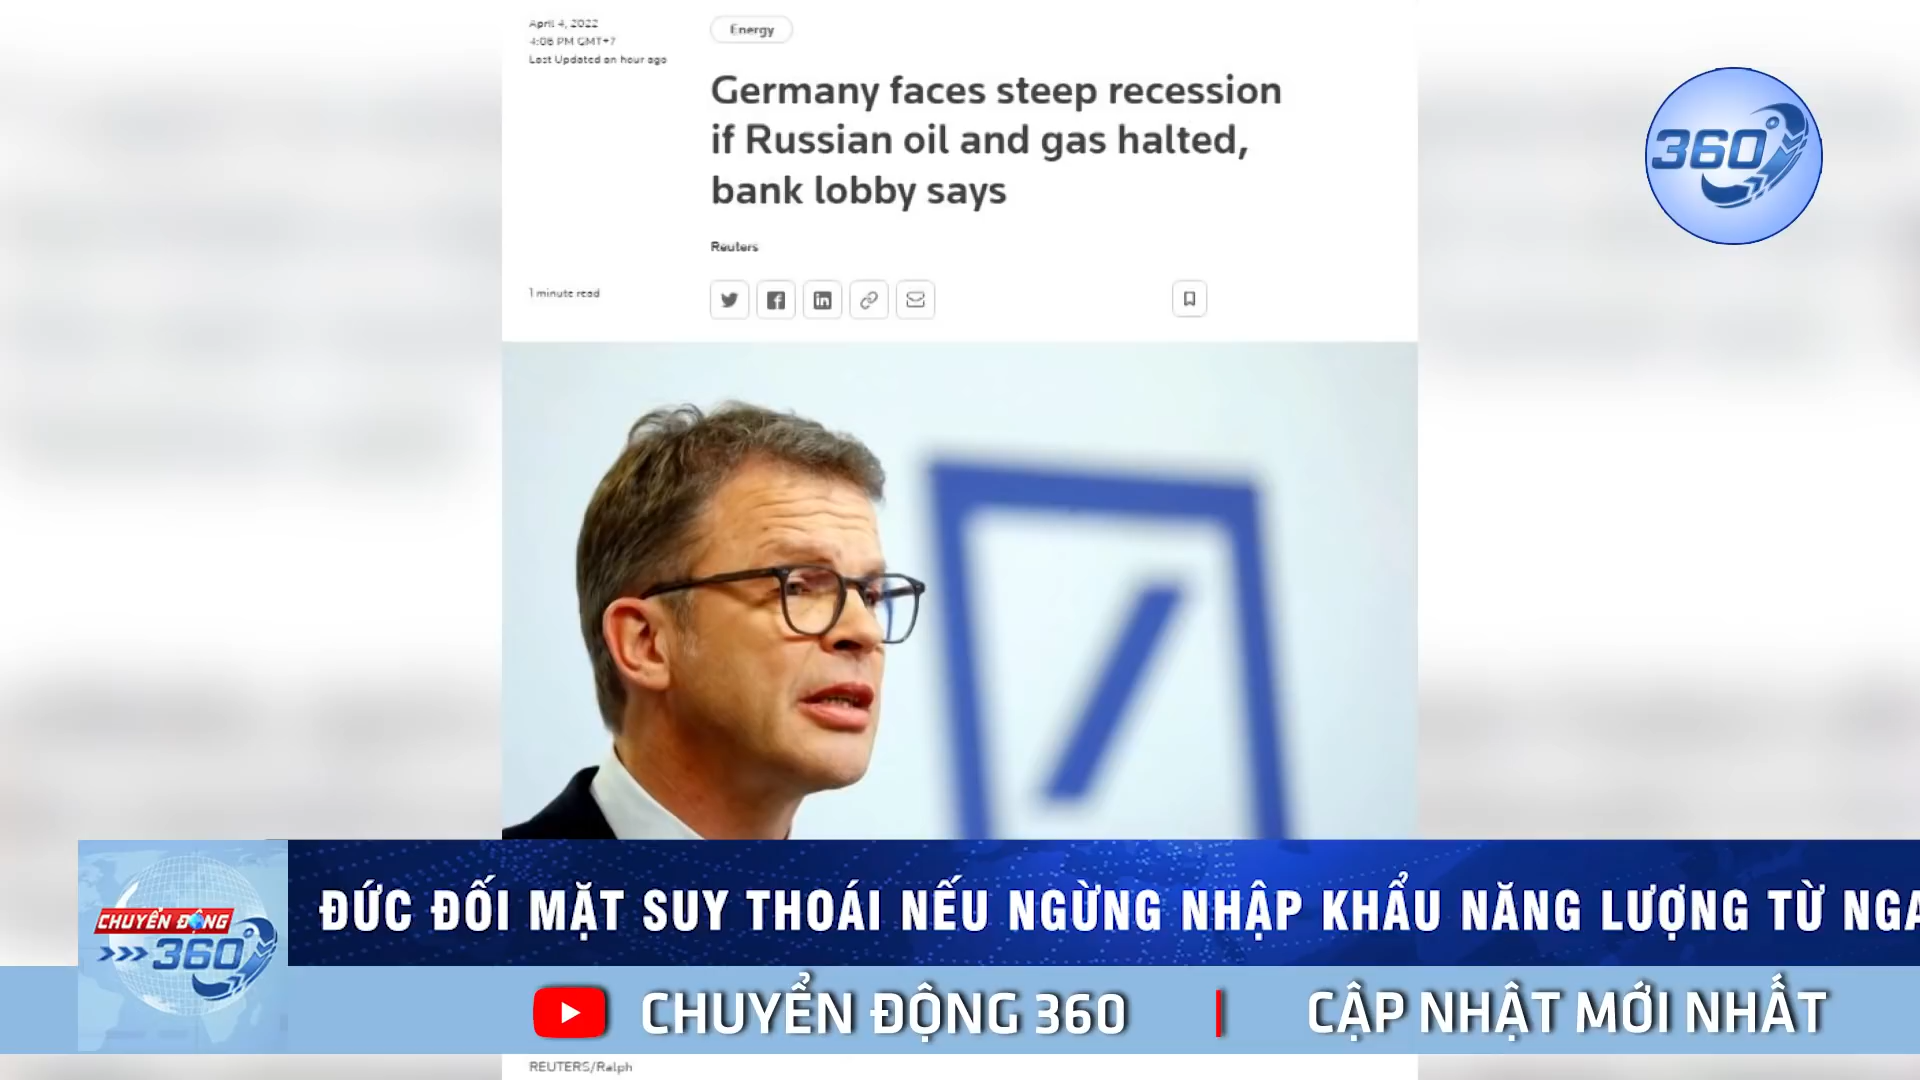 April 4, 2022
4:08 PM GMT+7
Last Updated an hour ago
Energy
Germany faces steep recession
if Russian oil and gas halted,
bank lobby says
Reuters
1 minute read
360
ĐỨC ĐỐI MẶT SUY THOÁI NẾU NGỪNG NHẬP KHẨU NĂNG LƯỢNG TỪ NGA
CHUYỂN ĐỘNG
360
CHUYỂN ĐỘNG 360 | CẬP NHẬT MỚI NHẤT
REUTERS/Ralph